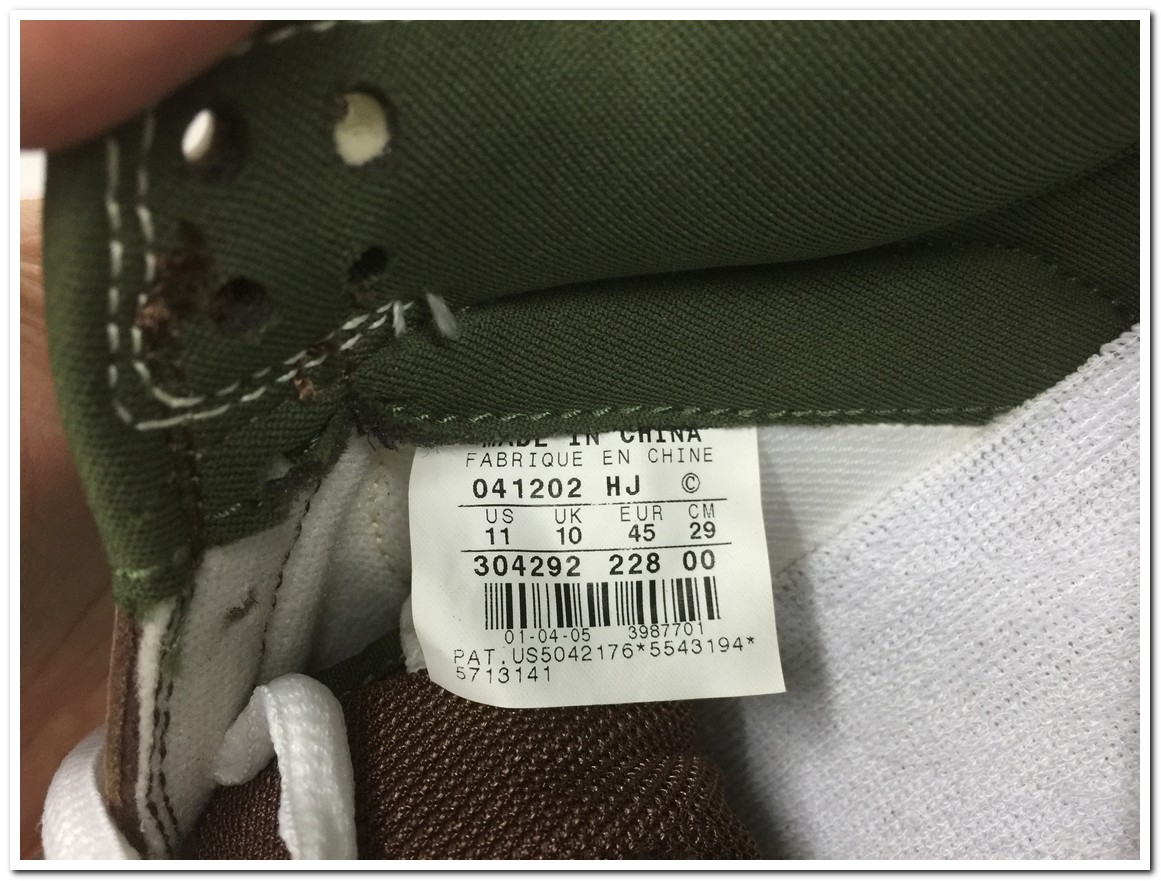 MADE IN CHINA
FABRIQUE EN CHINE
041202 HJ ©
US UK EUR CM
11 10 45 29
304292 228 00
01-04-05 3987701
PAT.US5042176*5543194*
5713141